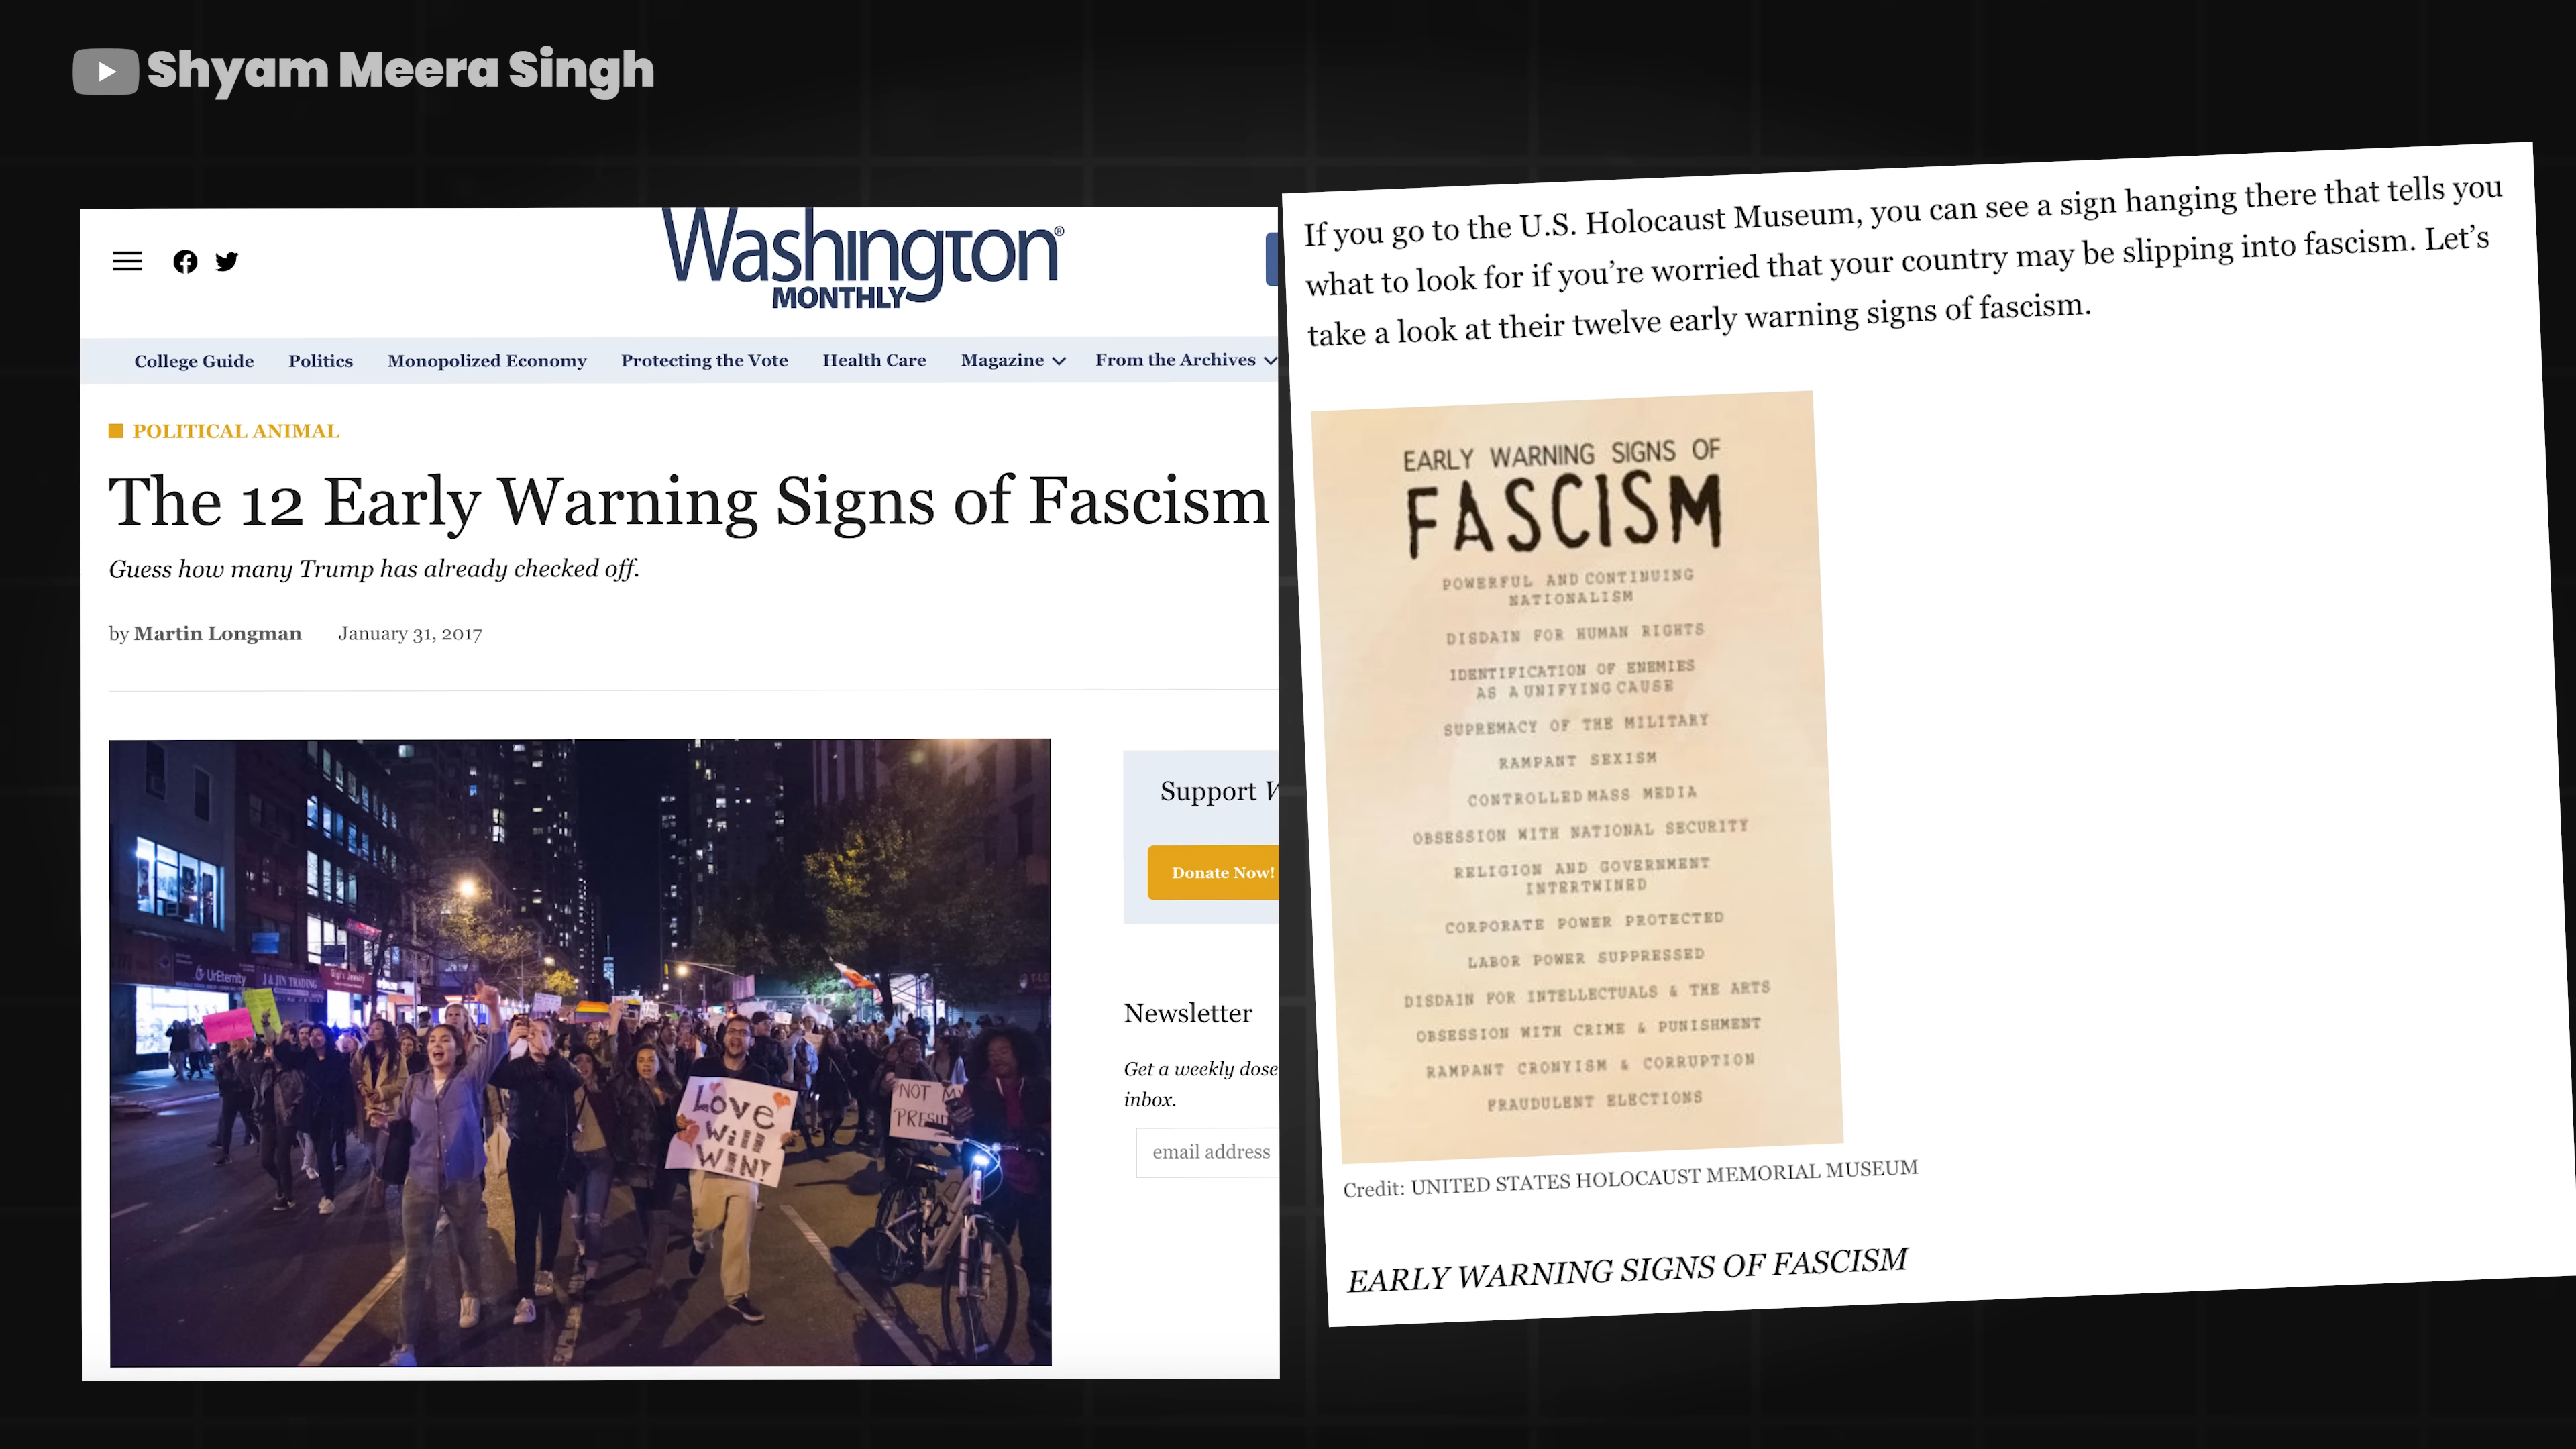 Shyam Meera Singh
Washington®
MONTHLY
College Guide Politics Monopolized Economy Protecting the Vote Health Care Magazine From the Archives
POLITICAL ANIMAL
The 12 Early Warning Signs of Fascism
Guess how many Trump has already checked off.
by Martin Longman January 31, 2017
UrEternity
J & JIN TRADING
Love
Will
WIN!
NOT MY
PRESID
Support W
Donate Now!
Newsletter
Get a weekly dose
inbox.
email address
If you go to the U.S. Holocaust Museum, you can see a sign hanging there that tells you
what to look for if you’re worried that your country may be slipping into fascism. Let’s
take a look at their twelve early warning signs of fascism.
EARLY WARNING SIGNS OF
FASCISM
POWERFUL AND CONTINUING
NATIONALISM
DISDAIN FOR HUMAN RIGHTS
IDENTIFICATION OF ENEMIES
AS A UNIFYING CAUSE
SUPREMACY OF THE MILITARY
RAMPANT SEXISM
CONTROLLED MASS MEDIA
OBSESSION WITH NATIONAL SECURITY
RELIGION AND GOVERNMENT
INTERTWINED
CORPORATE POWER PROTECTED
LABOR POWER SUPPRESSED
DISDAIN FOR INTELLECTUALS & THE ARTS
OBSESSION WITH CRIME & PUNISHMENT
RAMPANT CRONYISM & CORRUPTION
FRAUDULENT ELECTIONS
Credit: UNITED STATES HOLOCAUST MEMORIAL MUSEUM
EARLY WARNING SIGNS OF FASCISM